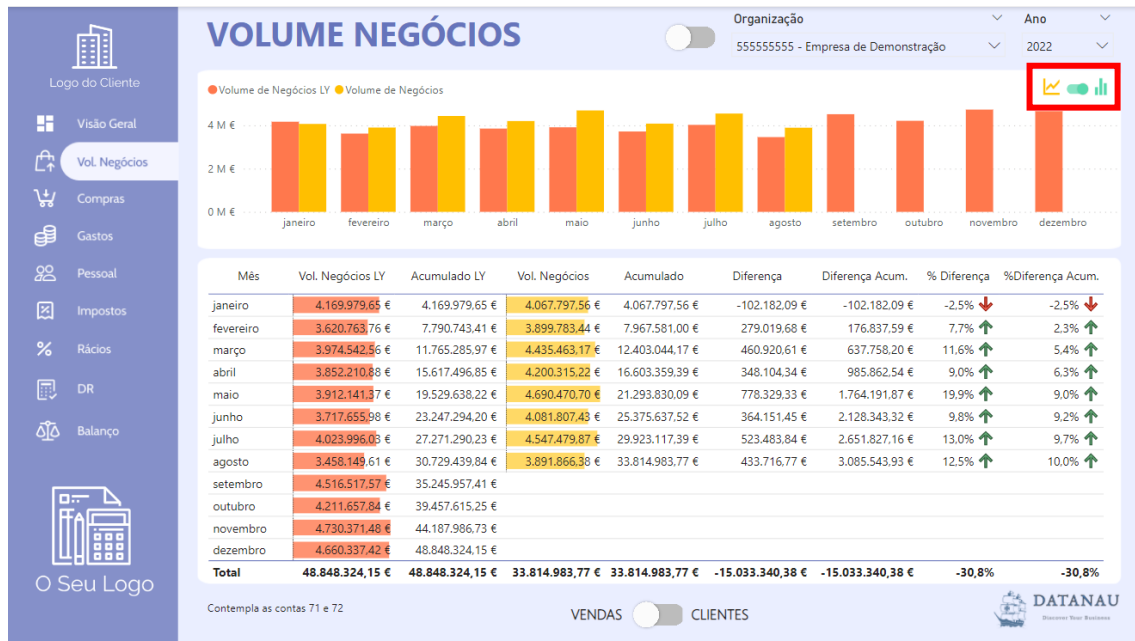 Logo do Cliente
Visão Geral
Vol. Negócios
Compras
Gastos
Pessoal
Impostos
Rácios
DR
Balanço
O Seu Logo
VOLUME NEGÓCIOS
Organização
555555555 - Empresa de Demonstração
Ano
2022
Volume de Negócios LY Volume de Negócios
4 M €
2 M €
0 M €
janeiro fevereiro março abril maio junho julho agosto setembro outubro novembro dezembro
Mês Vol. Negócios LY Acumulado LY Vol. Negócios Acumulado Diferença Diferença Acum. % Diferença %Diferença Acum.
janeiro 4.169.979,65 € 4.169.979,65 € 4.067.797,56 € 4.067.797,56 € -102.182,09 € -102.182,09 € -2.5% -2.5%
fevereiro 3.620.763,76 € 7.790.743,41 € 3.899.783,44 € 7.967.581,00 € 279.019,68 € 176.837,59 € 7.7% 2,3%
março 3.974.542,56 € 11.765.285,97 € 4.435.463,17 € 12.403.044,17 € 460.920,61 € 637.758,20 € 11,6% 5,4%
abril 3.852.210,88 € 15.617.496,85 € 4.200.315,22 € 16.603.359,39 € 348.104,34 € 985.862,54 € 9.0% 6,3%
maio 3.912.141,37 € 19.529.638,22 € 4.690.470,70 € 21.293.830,09 € 778.329,33 € 1.764.191,87 € 19.9% 9.0%
junho 3.717.655,98 € 23.247.294,20 € 4.081.807,43 € 25.375.637,52 € 364.151,45 € 2.128.343,32 € 9.8% 9,2%
julho 4.023.996,03 € 27.271.290,23 € 4.547.479,87 € 29.923.117,39 € 523.483,84 € 2.651.827,16 € 13.0% 9,7%
agosto 3.458.149,61 € 30.729.439,84 € 3.891.866,38 € 33.814.983,77 € 433.716,77 € 3.085.543,93 € 12,5% 10.0%
setembro 4.516.517,57 € 35.245.957,41 €
outubro 4.211.657,84 € 39.457.615,25 €
novembro 4.730.371,48 € 44.187.986,73 €
dezembro 4.660.337,42 € 48.848.324,15 €
Total 48.848.324,15 € 48.848.324,15 € 33.814.983,77 € 33.814.983,77 € -15.033.340,38 € -15.033.340,38 € -30,8% -30,8%
Contempla as contas 71 e 72
VENDAS CLIENTES
DATANAU
Discover Your Business